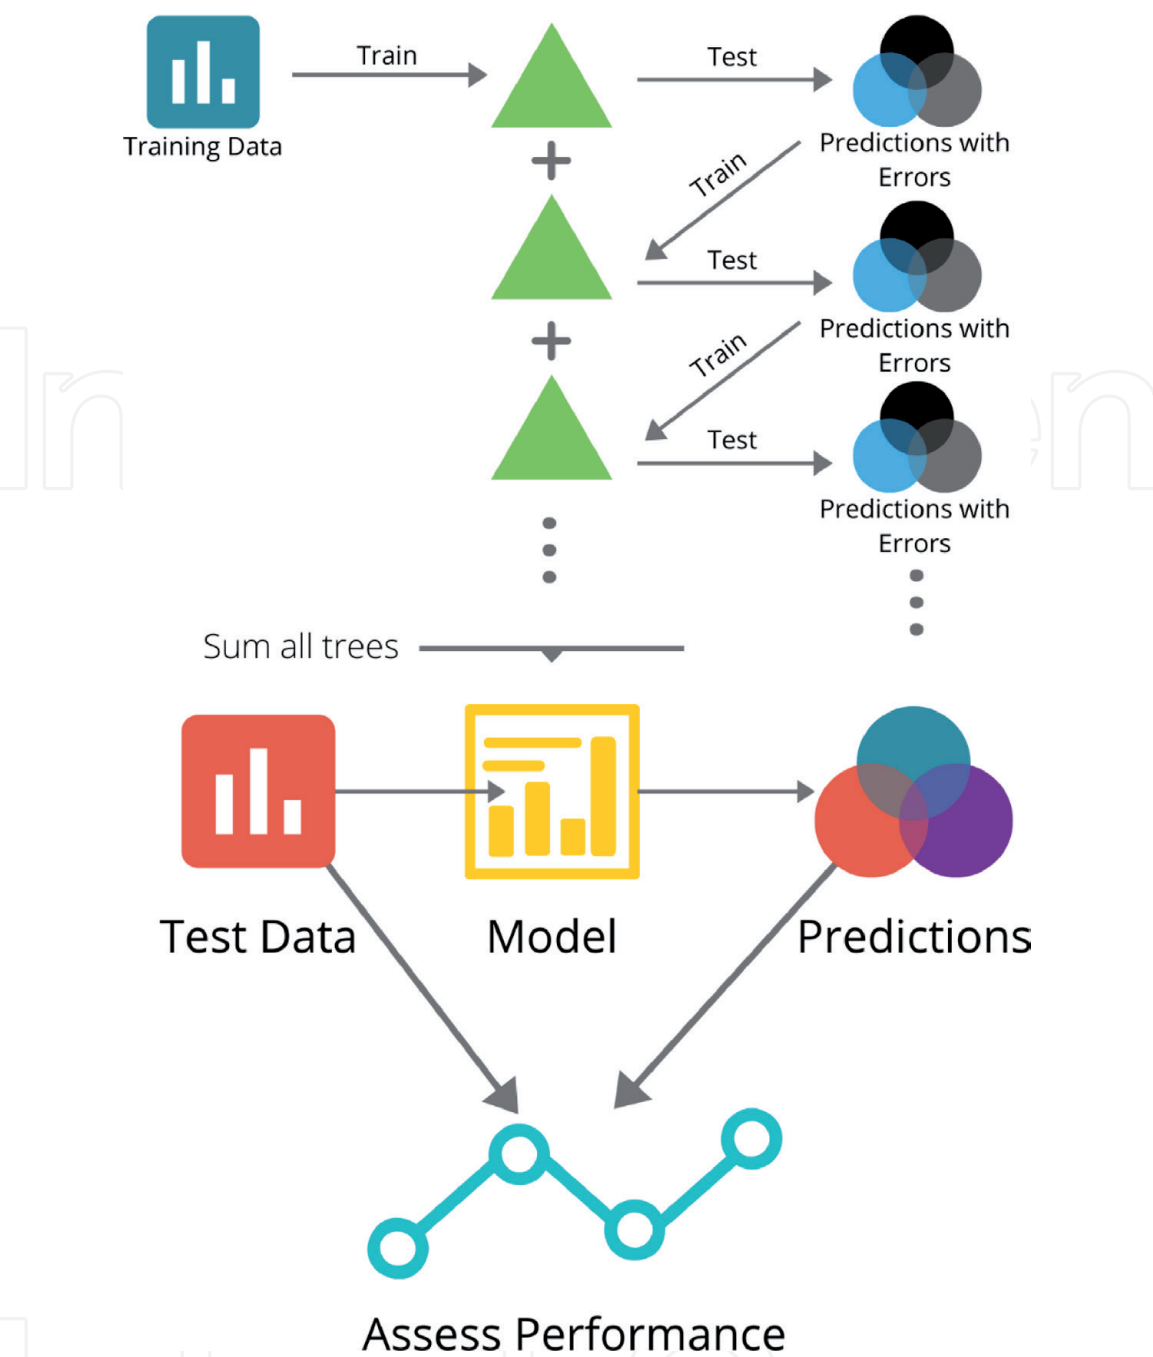 Train
Test
Training Data
Predictions with
Errors
Train
Test
Predictions with
Errors
Train
Test
Predictions with
Errors
Sum all trees
Test Data
Model
Predictions
Assess Performance